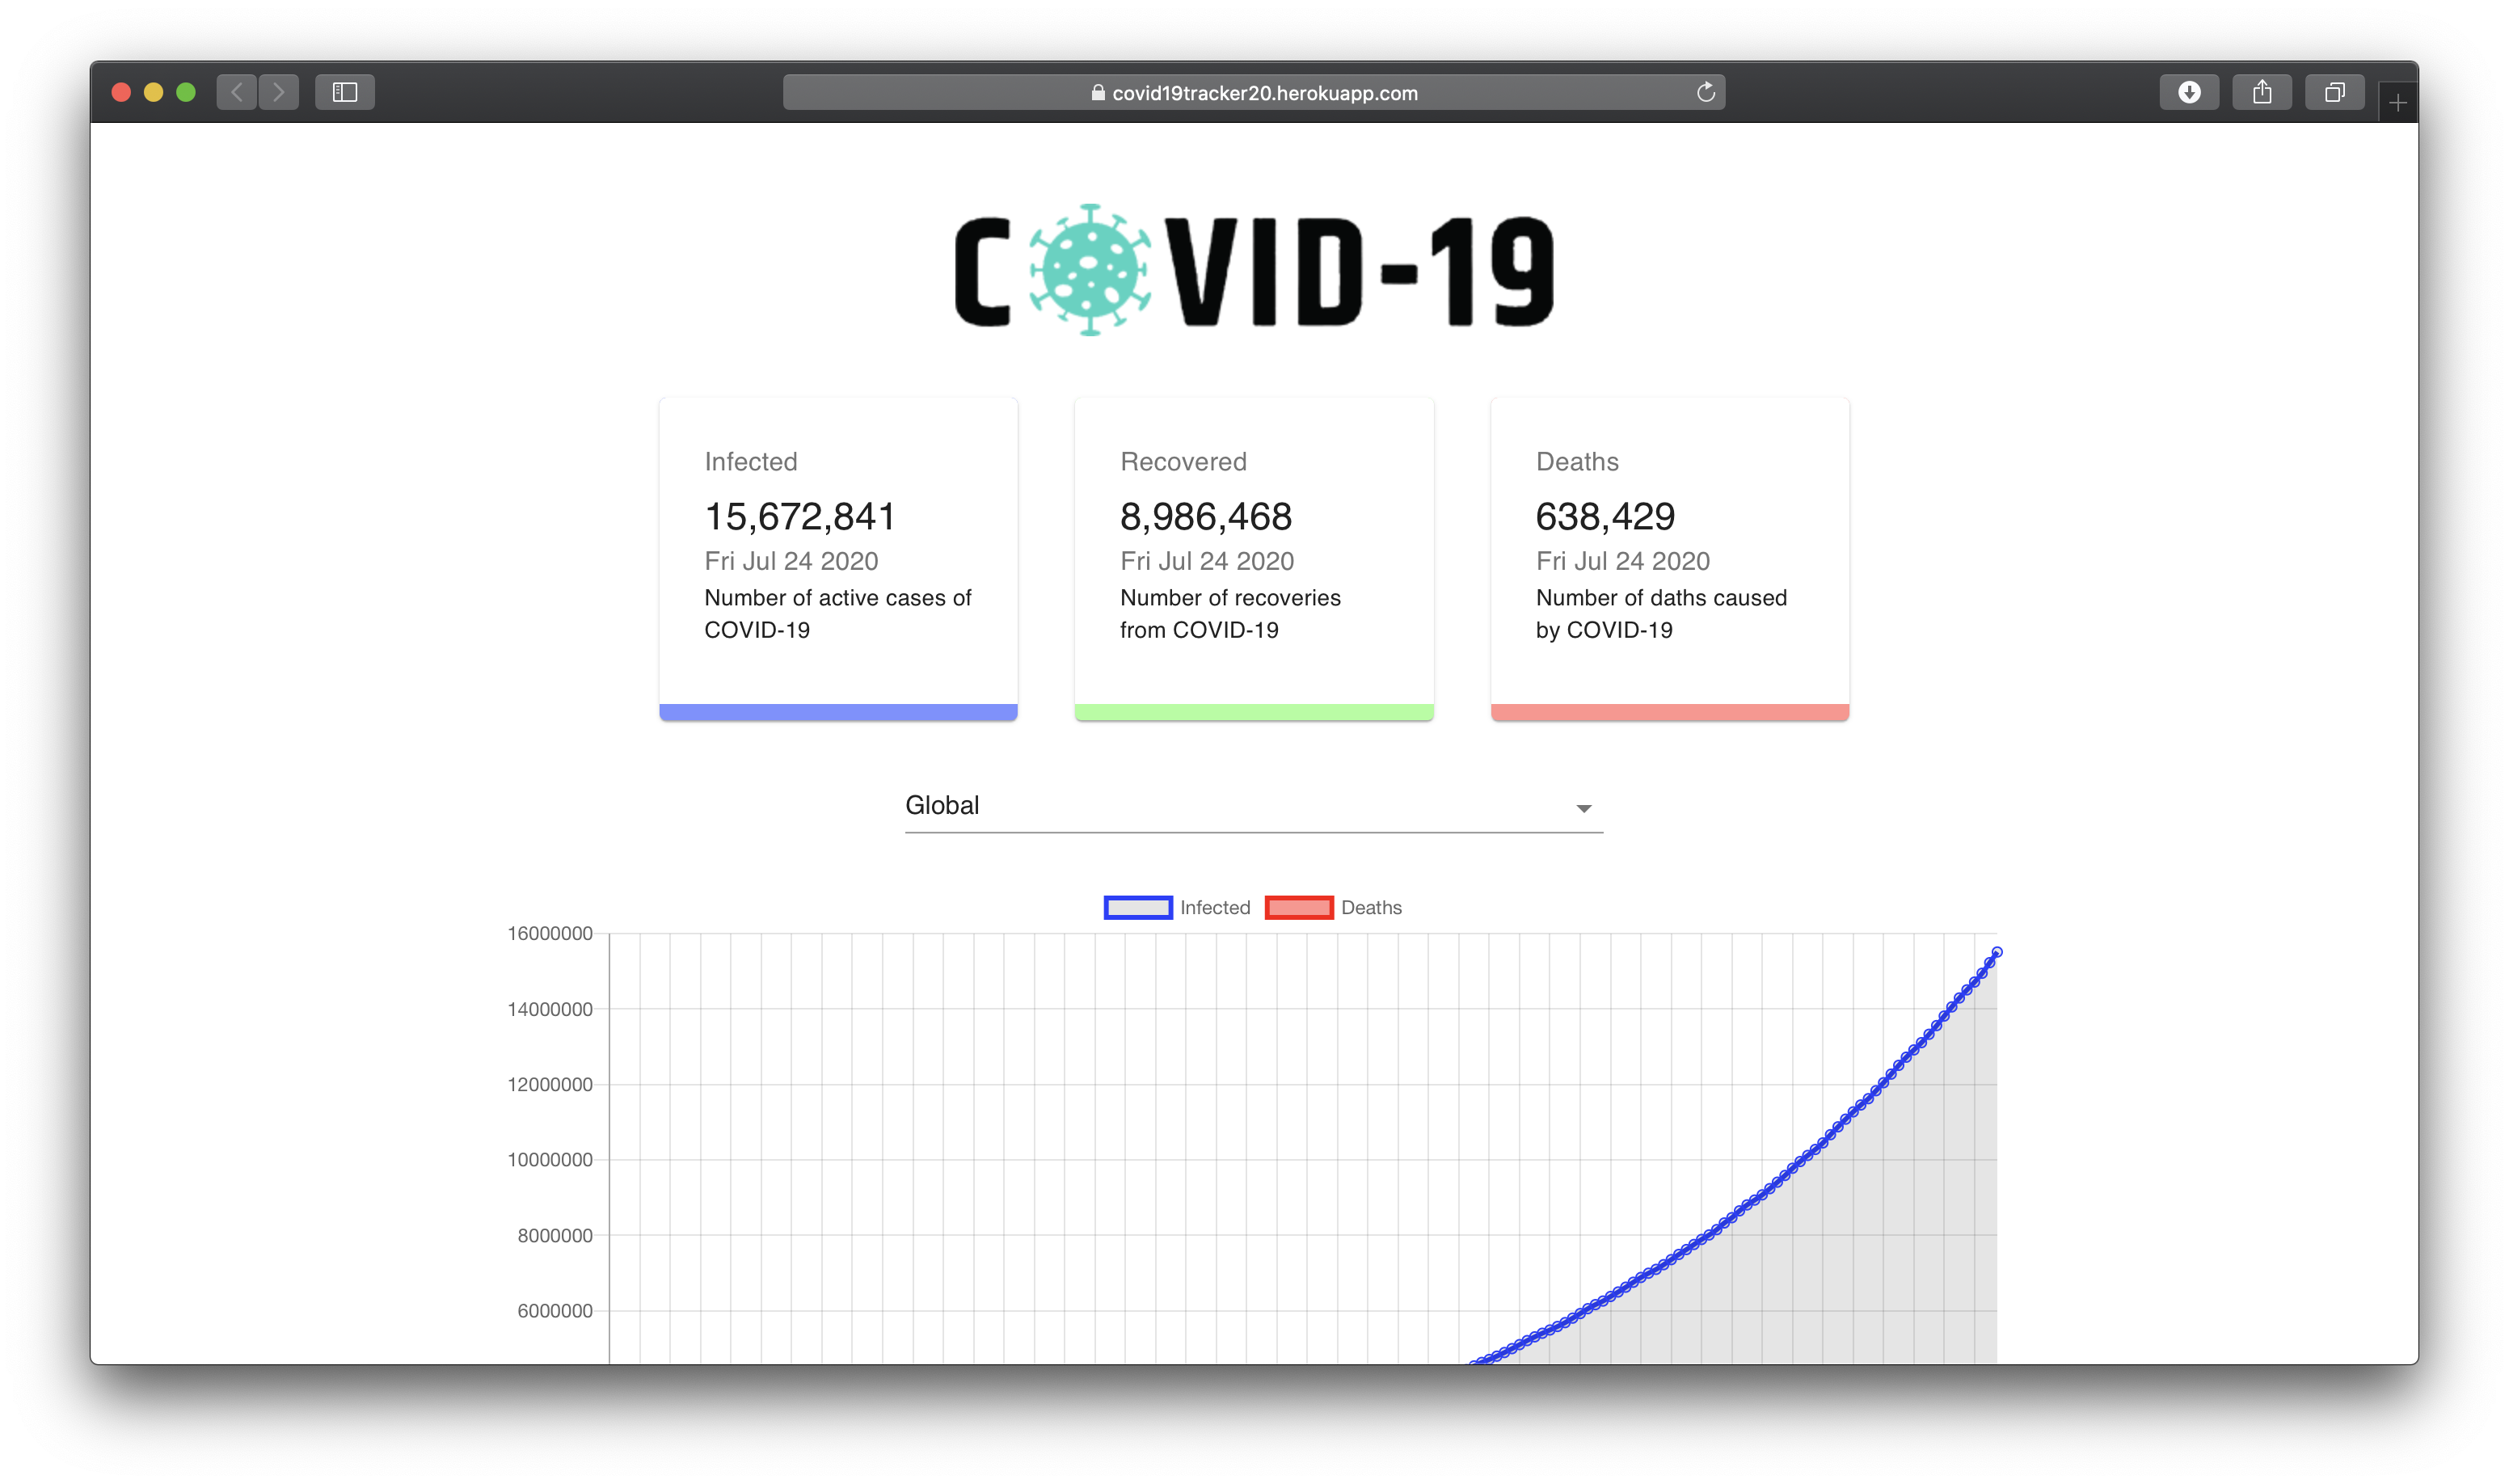 covid19tracker20.herokuapp.com
COVID-19
Infected
15,672,841
Fri Jul 24 2020
Number of active cases of
COVID-19
Recovered
8,986,468
Fri Jul 24 2020
Number of recoveries
from COVID-19
Deaths
638,429
Fri Jul 24 2020
Number of daths caused
by COVID-19
Global
Infected Deaths
16000000
14000000
12000000
10000000
8000000
6000000